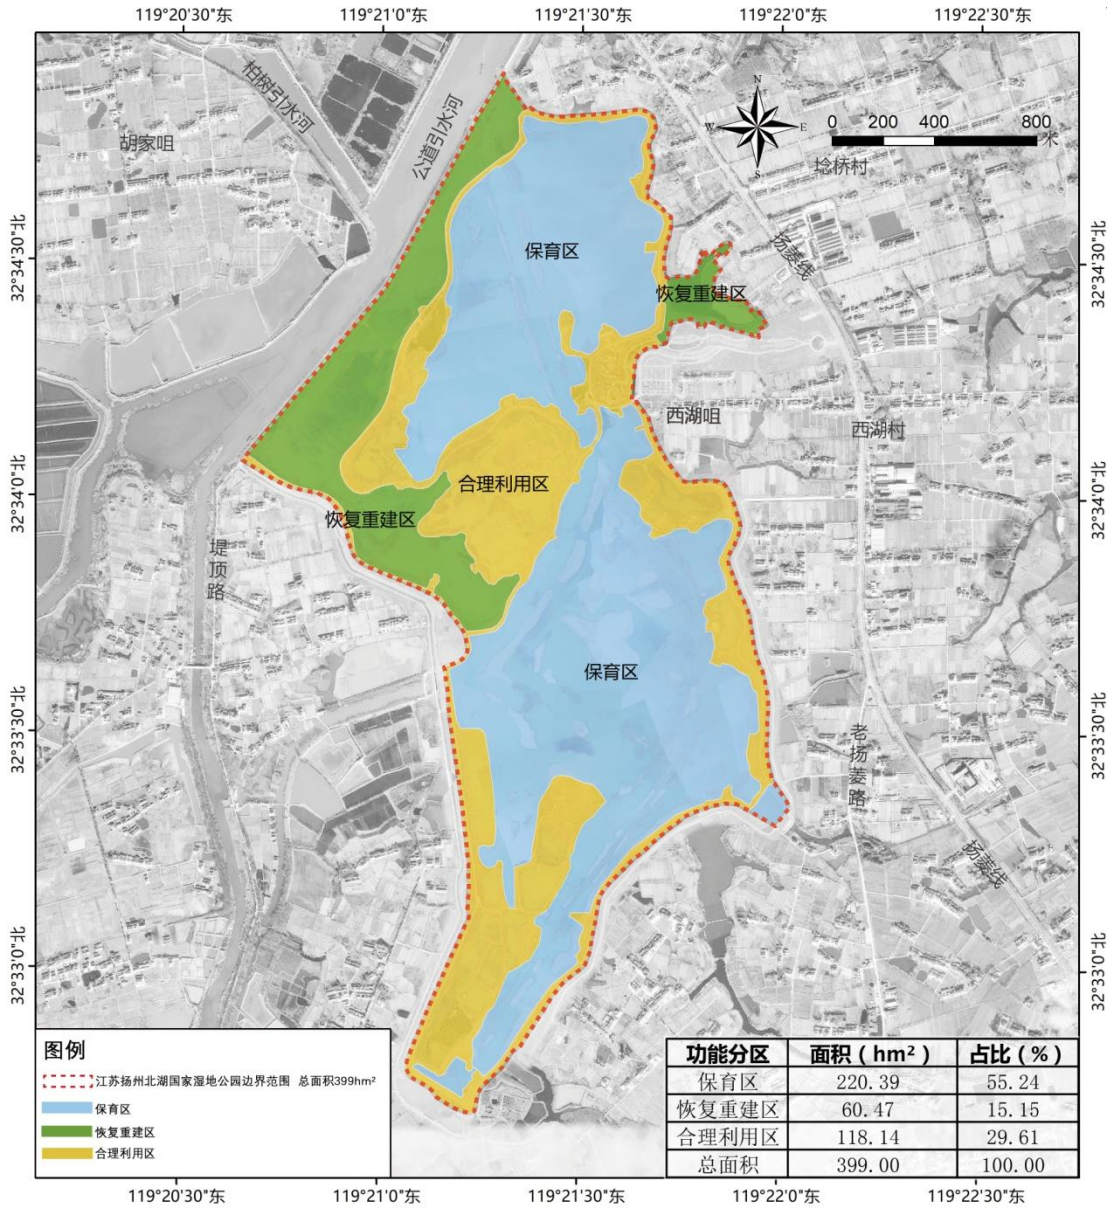 119°20'30"东 119°21'0"东 119°21'30"东 119°22'0"东 119°22'30"东
柏树引水河
胡家咀
公道引水河
N
W E
S
0 200 400 800
米
埝桥村
扬菱线
32°34'30"北
32°34'30"北
保育区
恢复重建区
西湖咀
西湖村
合理利用区
32°34'0"北
32°34'0"北
恢复重建区
堤顶路
保育区
32°33'30"北
32°33'30"北
老扬菱路
扬菱线
32°33'0"北
32°33'0"北
图例
江苏扬州北湖国家湿地公园边界范围 总面积399hm²
保育区
恢复重建区
合理利用区
功能分区 面积（hm²） 占比（%）
保育区 220.39 55.24
恢复重建区 60.47 15.15
合理利用区 118.14 29.61
总面积 399.00 100.00
119°20'30"东 119°21'0"东 119°21'30"东 119°22'0"东 119°22'30"东